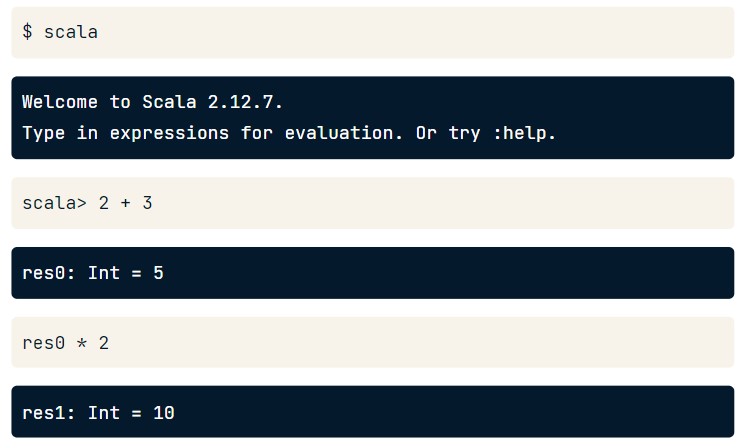 $ scala
Welcome to Scala 2.12.7.
Type in expressions for evaluation. Or try :help.
scala> 2 + 3
res0: Int = 5
res0 * 2
res1: Int = 10